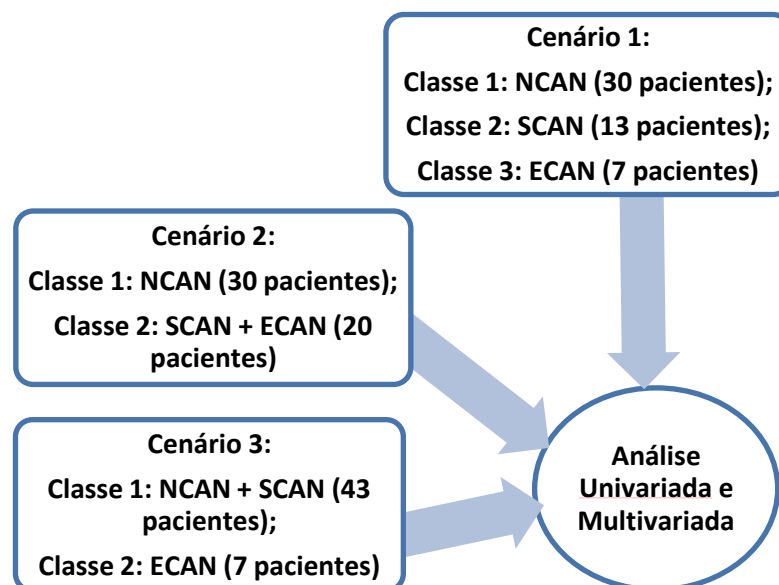 Cenário 1:
Classe 1: NCAN (30 pacientes);
Classe 2: SCAN (13 pacientes);
Classe 3: ECAN (7 pacientes)
Cenário 2:
Classe 1: NCAN (30 pacientes);
Classe 2: SCAN + ECAN (20
pacientes)
Cenário 3:
Classe 1: NCAN + SCAN (43
pacientes);
Classe 2: ECAN (7 pacientes)
Análise
Univariada e
Multivariada